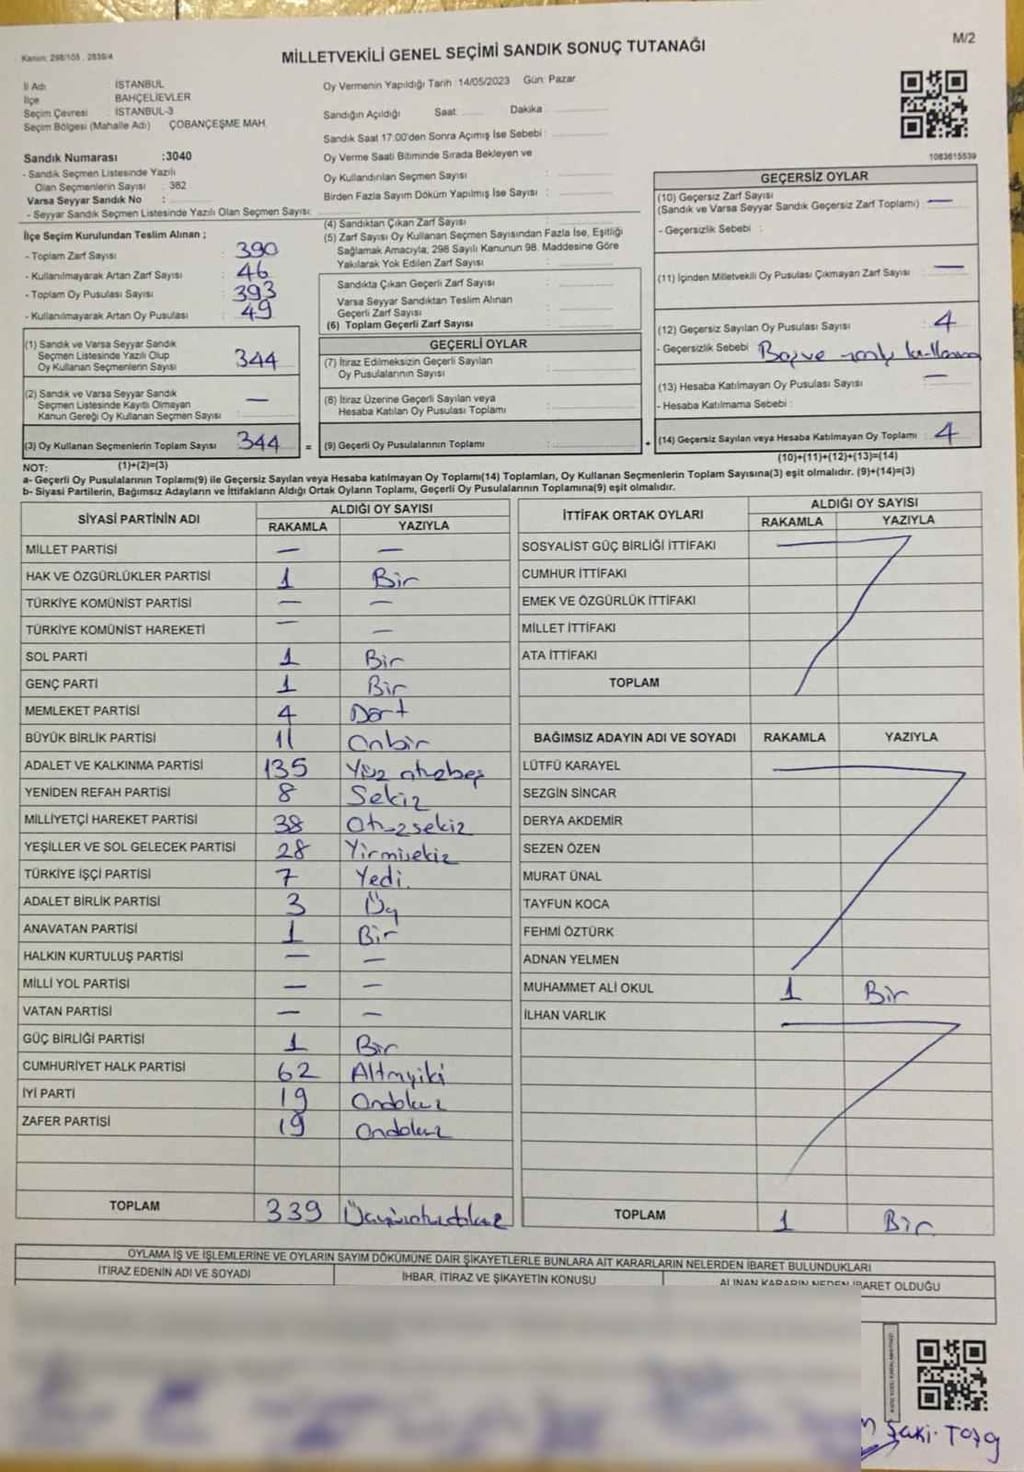 Kanun: 298/105, 2839/4
MİLLETVEKİLİ GENEL SEÇİMİ SANDIK SONUÇ TUTANAĞI
M/2
İl Adı İSTANBUL
İlçe BAHÇELİEVLER
Seçim Çevresi İSTANBUL-3
Seçim Bölgesi (Mahalle Adı) ÇOBANÇEŞME MAH.
Sandık Numarası :3040
- Sandık Seçmen Listesinde Yazılı
Olan Seçmenlerin Sayısı : 382
Varsa Seyyar Sandık No :
- Seyyar Sandık Seçmen Listesinde Yazılı Olan Seçmen Sayısı:
Oy Vermenin Yapıldığı Tarih :14/05/2023 Gün: Pazar
Sandığın Açıldığı Saat Dakika
Sandık Saat 17:00'den Sonra Açılmış İse Sebebi :
Oy Verme Saati Bitiminde Sırada Bekleyen ve
Oy Kullandırılan Seçmen Sayısı :
Birden Fazla Sayım Döküm Yapılmış İse Sayısı :
1083615539
İlçe Seçim Kurulundan Teslim Alınan ;
- Toplam Zarf Sayısı 390
- Kullanılmayarak Artan Zarf Sayısı 46
- Toplam Oy Pusulası Sayısı 393
- Kullanılmayarak Artan Oy Pusulası 49
(1) Sandık ve Varsa Seyyar Sandık
Seçmen Listesinde Yazılı Olup
Oy Kullanan Seçmenlerin Sayısı 344
(2) Sandık ve Varsa Seyyar Sandık
Seçmen Listesinde Kayıtlı Olmayan
Kanun Gereği Oy Kullanan Seçmen Sayısı —
(3) Oy Kullanan Seçmenlerin Toplam Sayısı 344 =
(1)+(2)=(3)
(4) Sandıktan Çıkan Zarf Sayısı :
(5) Zarf Sayısı Oy Kullanan Seçmen Sayısından Fazla İse, Eşitliği
Sağlamak Amacıyla; 298 Sayılı Kanunun 98. Maddesine Göre
Yakılarak Yok Edilen Zarf Sayısı :
Sandıkta Çıkan Geçerli Zarf Sayısı :
Varsa Seyyar Sandıktan Teslim Alınan
Geçerli Zarf Sayısı :
(6) Toplam Geçerli Zarf Sayısı :
GEÇERLİ OYLAR
(7) İtiraz Edilmeksizin Geçerli Sayılan
Oy Pusulalarının Sayısı :
(8) İtiraz Üzerine Geçerli Sayılan veya
Hesaba Katılan Oy Pusulası Toplamı :
(9) Geçerli Oy Pusulalarının Toplamı : +
GEÇERSİZ OYLAR
(10) Geçersiz Zarf Sayısı
(Sandık ve Varsa Seyyar Sandık Geçersiz Zarf Toplamı) : —
- Geçersizlik Sebebi :
(11) İçinden Milletvekili Oy Pusulası Çıkmayan Zarf Sayısı : —
(12) Geçersiz Sayılan Oy Pusulası Sayısı : 4
- Geçersizlik Sebebi :
(13) Hesaba Katılmayan Oy Pusulası Sayısı : —
- Hesaba Katılmama Sebebi :
(14) Geçersiz Sayılan veya Hesaba Katılmayan Oy Toplamı : 4
(10)+(11)+(12)+(13)=(14)
NOT:
a- Geçerli Oy Pusulalarının Toplamı(9) ile Geçersiz Sayılan veya Hesaba katılmayan Oy Toplamı(14) Toplamları, Oy Kullanan Seçmenlerin Toplam Sayısına(3) eşit olmalıdır. (9)+(14)=(3)
b- Siyasi Partilerin, Bağımsız Adayların ve İttifakların Aldığı Ortak Oyların Toplamı, Geçerli Oy Pusulalarının Toplamına(9) eşit olmalıdır.
SİYASİ PARTİNİN ADI ALDIĞI OY SAYISI
RAKAMLA YAZIYLA
MİLLET PARTİSİ — —
HAK VE ÖZGÜRLÜKLER PARTİSİ 1 Bir
TÜRKİYE KOMÜNİST PARTİSİ — —
TÜRKİYE KOMÜNİST HAREKETİ — —
SOL PARTİ 1 Bir
GENÇ PARTİ 1 Bir
MEMLEKET PARTİSİ 4 Dört
BÜYÜK BİRLİK PARTİSİ 11 Onbir
ADALET VE KALKINMA PARTİSİ 135 Yüz otuzbeş
YENİDEN REFAH PARTİSİ 8 Sekiz
MİLLİYETÇİ HAREKET PARTİSİ 38 Otuzsekiz
YEŞİLLER VE SOL GELECEK PARTİSİ 28 Yirmisekiz
TÜRKİYE İŞÇİ PARTİSİ 7 Yedi.
ADALET BİRLİK PARTİSİ 3 Üç
ANAVATAN PARTİSİ 1 Bir
HALKIN KURTULUŞ PARTİSİ — —
MİLLİ YOL PARTİSİ — —
VATAN PARTİSİ — —
GÜÇ BİRLİĞİ PARTİSİ 1 Bir
CUMHURİYET HALK PARTİSİ 62 Altmışiki
İYİ PARTİ 19 Ondokuz
ZAFER PARTİSİ 19 Ondokuz
TOPLAM 339 Üçyüzotuzdokuz
İTTİFAK ORTAK OYLARI ALDIĞI OY SAYISI
RAKAMLA YAZIYLA
SOSYALİST GÜÇ BİRLİĞİ İTTİFAKI
CUMHUR İTTİFAKI
EMEK VE ÖZGÜRLÜK İTTİFAKI
MİLLET İTTİFAKI
ATA İTTİFAKI
TOPLAM
BAĞIMSIZ ADAYIN ADI VE SOYADI RAKAMLA YAZIYLA
LÜTFÜ KARAYEL
SEZGİN SİNCAR
DERYA AKDEMİR
SEZEN ÖZEN
MURAT ÜNAL
TAYFUN KOCA
FEHMİ ÖZTÜRK
ADNAN YELMEN
MUHAMMET ALİ OKUL 1 Bir
İLHAN VARLIK
TOPLAM 1 Bir
OYLAMA İŞ VE İŞLEMLERİNE VE OYLARIN SAYIM DÖKÜMÜNE DAİR ŞİKAYETLERLE BUNLARA AİT KARARLARIN NELERDEN İBARET BULUNDUKLARI
İTİRAZ EDENİN ADI VE SOYADI İHBAR, İTİRAZ VE ŞİKAYETİN KONUSU ALINAN KARARIN NEDEN İBARET OLDUĞU